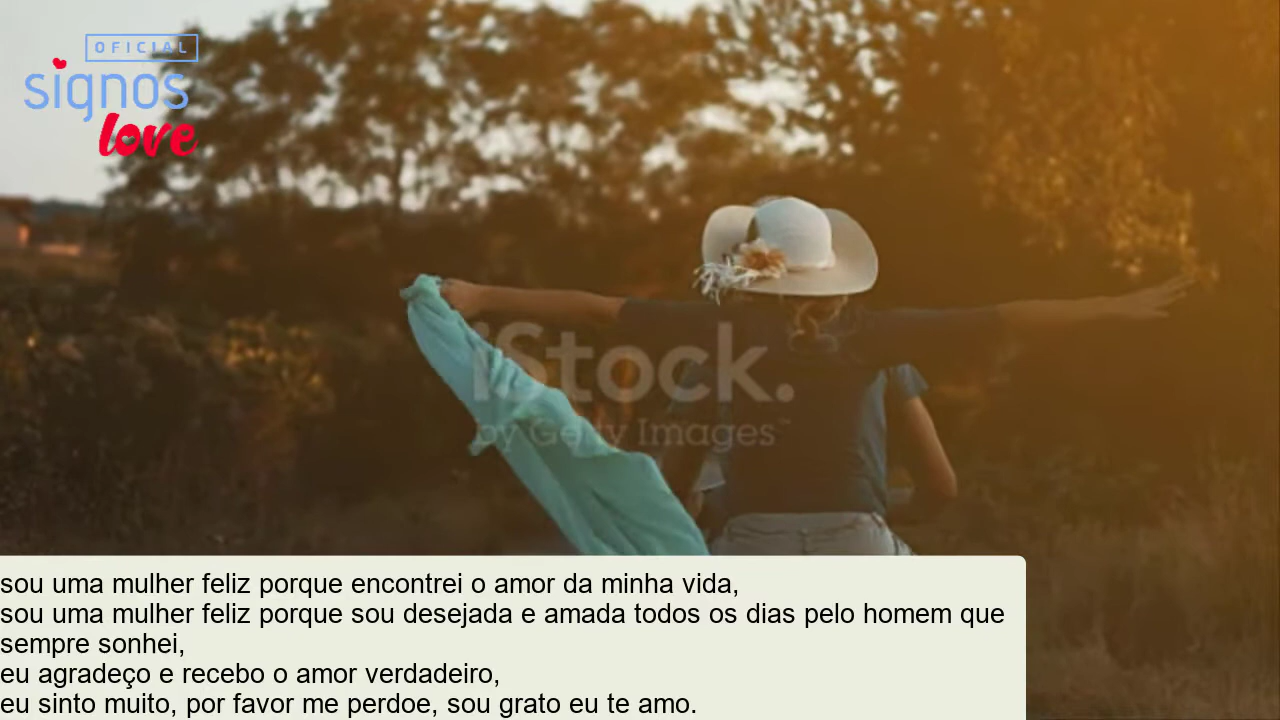 OFICIAL
signos
love
iStock.
by Getty Images™
sou uma mulher feliz porque encontrei o amor da minha vida,
sou uma mulher feliz porque sou desejada e amada todos os dias pelo homem que
sempre sonhei,
eu agradeço e recebo o amor verdadeiro,
eu sinto muito, por favor me perdoe, sou grato eu te amo.